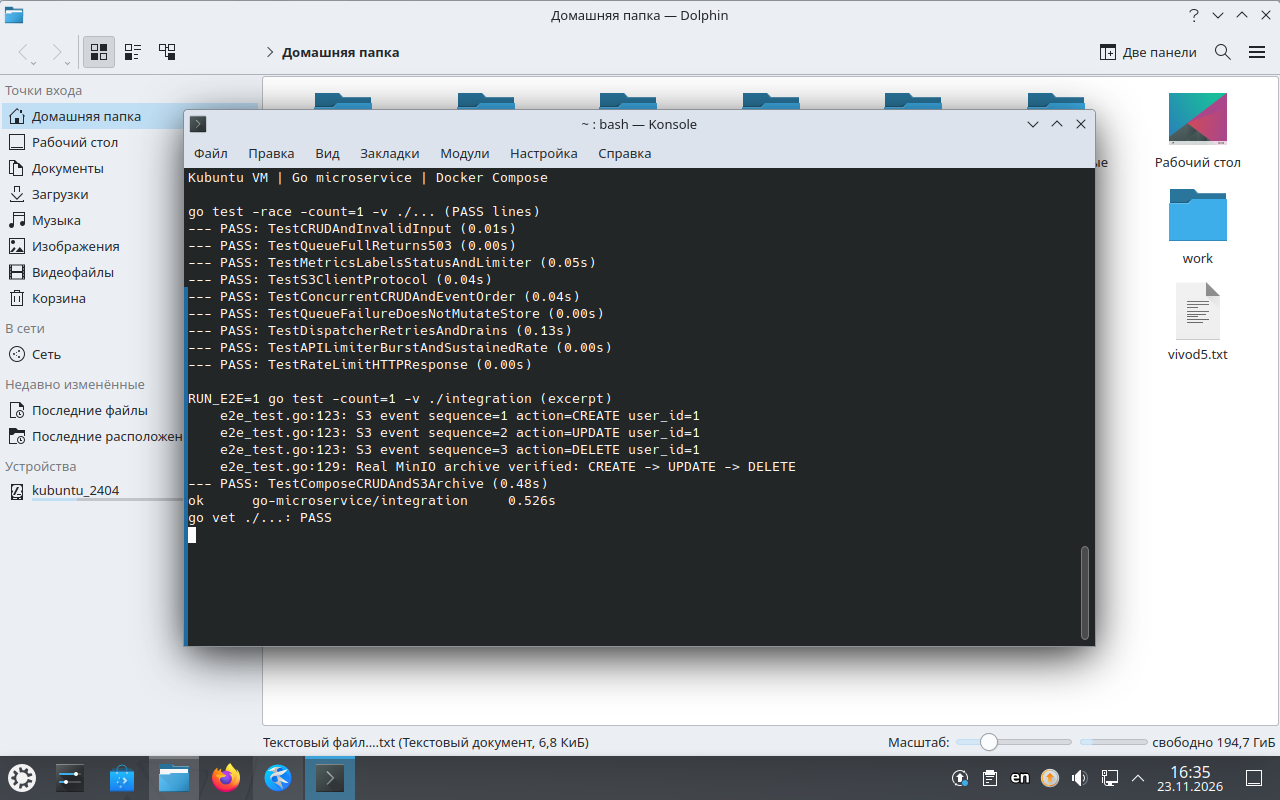 Домашняя папка — Dolphin
Домашняя папка
Две панели
Точки входа
Домашняя папка
Рабочий стол
Документы
Загрузки
Музыка
Изображения
Видеофайлы
Корзина
В сети
Сеть
Недавно изменённые
Последние файлы
Последние расположен
Устройства
kubuntu_2404
ые
Рабочий стол
work
vivod5.txt
~ : bash — Konsole
Файл Правка Вид Закладки Модули Настройка Справка
Kubuntu VM | Go microservice | Docker Compose
go test -race -count=1 -v ./... (PASS lines)
--- PASS: TestCRUDAndInvalidInput (0.01s)
--- PASS: TestQueueFullReturns503 (0.00s)
--- PASS: TestMetricsLabelsStatusAndLimiter (0.05s)
--- PASS: TestS3ClientProtocol (0.04s)
--- PASS: TestConcurrentCRUDAndEventOrder (0.04s)
--- PASS: TestQueueFailureDoesNotMutateStore (0.00s)
--- PASS: TestDispatcherRetriesAndDrains (0.13s)
--- PASS: TestAPILimiterBurstAndSustainedRate (0.00s)
--- PASS: TestRateLimitHTTPResponse (0.00s)
RUN_E2E=1 go test -count=1 -v ./integration (excerpt)
    e2e_test.go:123: S3 event sequence=1 action=CREATE user_id=1
    e2e_test.go:123: S3 event sequence=2 action=UPDATE user_id=1
    e2e_test.go:123: S3 event sequence=3 action=DELETE user_id=1
    e2e_test.go:129: Real MinIO archive verified: CREATE -> UPDATE -> DELETE
--- PASS: TestComposeCRUDAndS3Archive (0.48s)
ok      go-microservice/integration     0.526s
go vet ./...: PASS
Текстовый файл....txt (Текстовый документ, 6,8 КиБ)
Масштаб:
свободно 194,7 ГиБ
en
16:35
23.11.2026